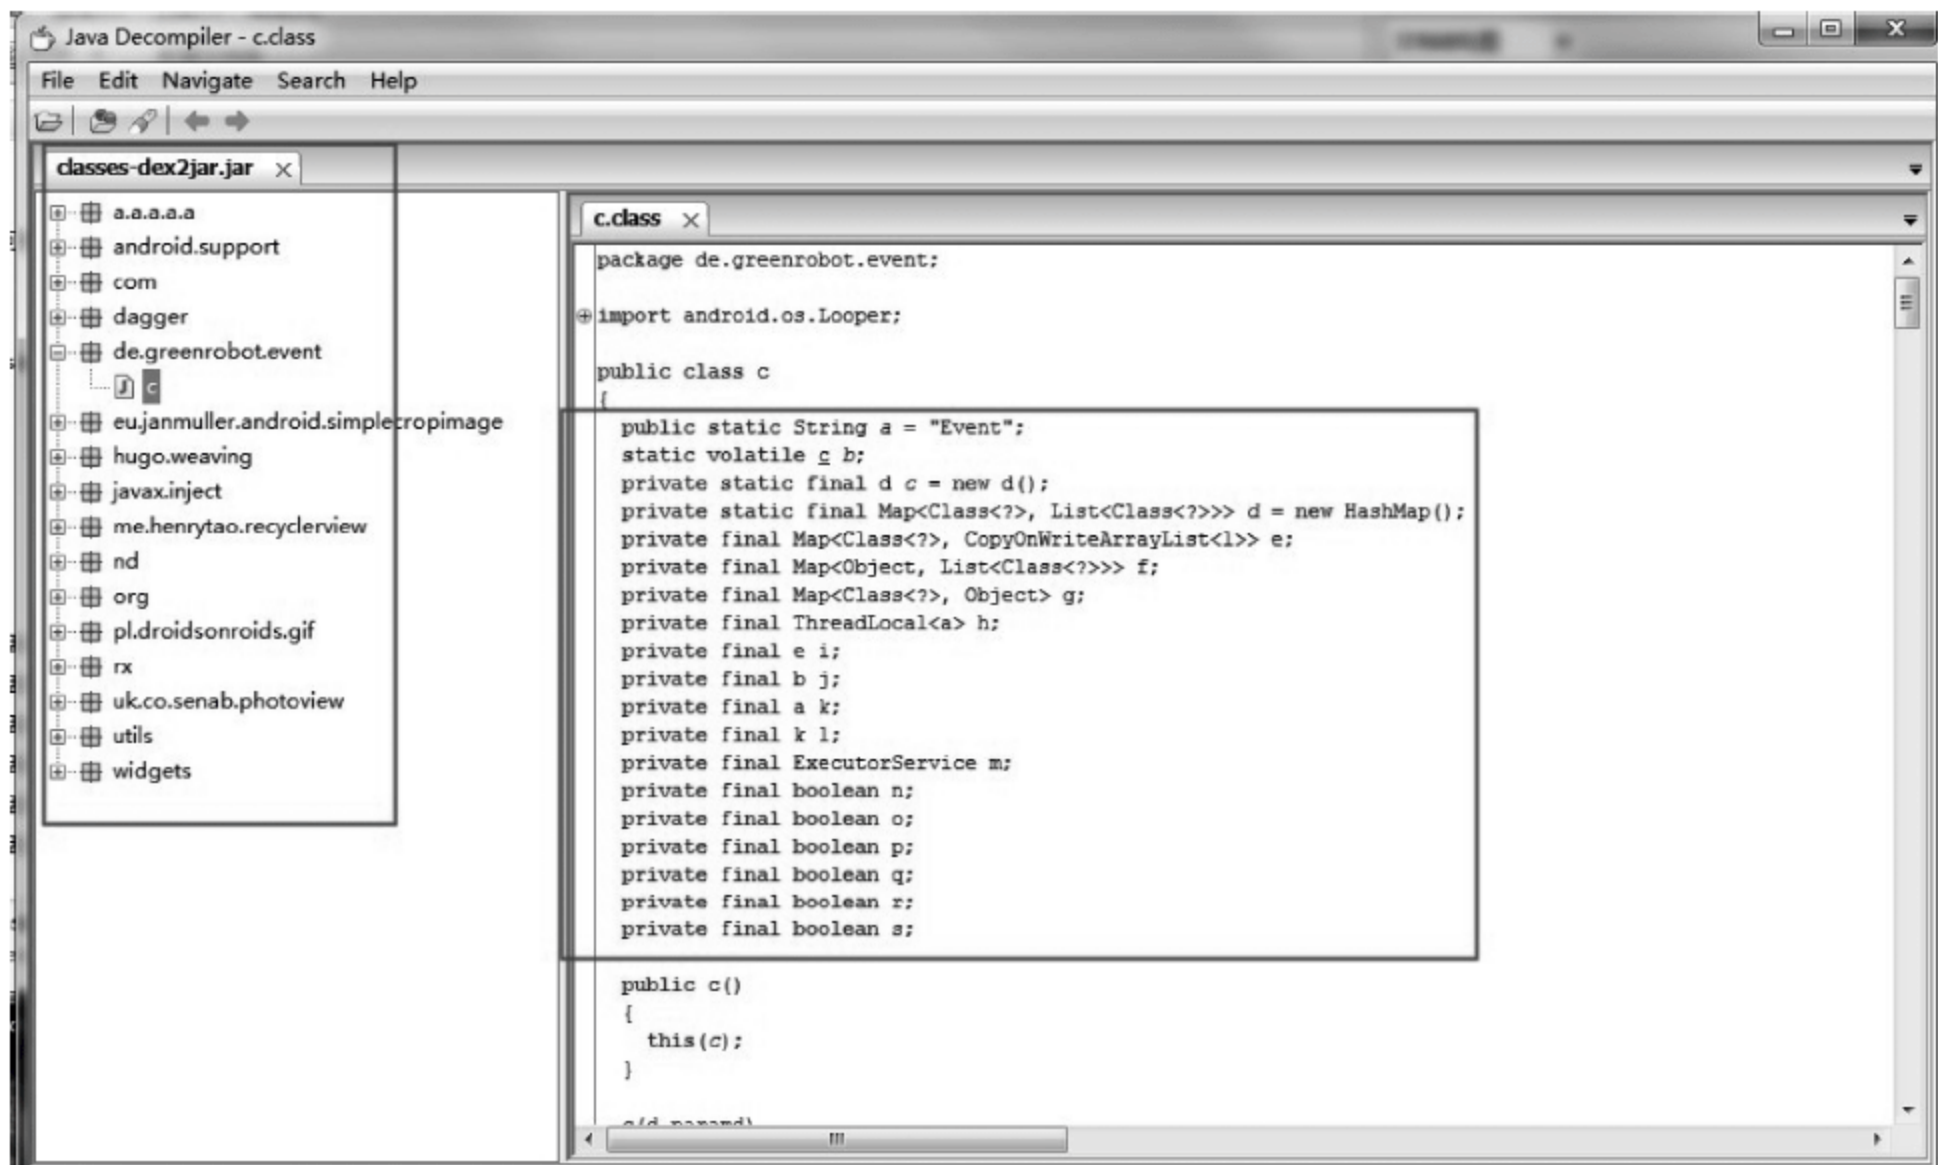 Java Decompiler - c.class
File Edit Navigate Search Help
classes-dex2jar.jar
a.a.a.a.a
android.support
com
dagger
de.greenrobot.event
J c
eu.janmuller.android.simplecropimage
hugo.weaving
javax.inject
me.henrytao.recyclerview
nd
org
pl.droidsonroids.gif
rx
uk.co.senab.photoview
utils
widgets
c.class
package de.greenrobot.event;
import android.os.Looper;
public class c
{
public static String a = "Event";
static volatile c b;
private static final d c = new d();
private static final Map<Class<?>, List<Class<?>>> d = new HashMap();
private final Map<Class<?>, CopyOnWriteArrayList<l>> e;
private final Map<Object, List<Class<?>>> f;
private final Map<Class<?>, Object> g;
private final ThreadLocal<a> h;
private final e i;
private final b j;
private final a k;
private final k l;
private final ExecutorService m;
private final boolean n;
private final boolean o;
private final boolean p;
private final boolean q;
private final boolean r;
private final boolean s;
public c()
{
this(c);
}